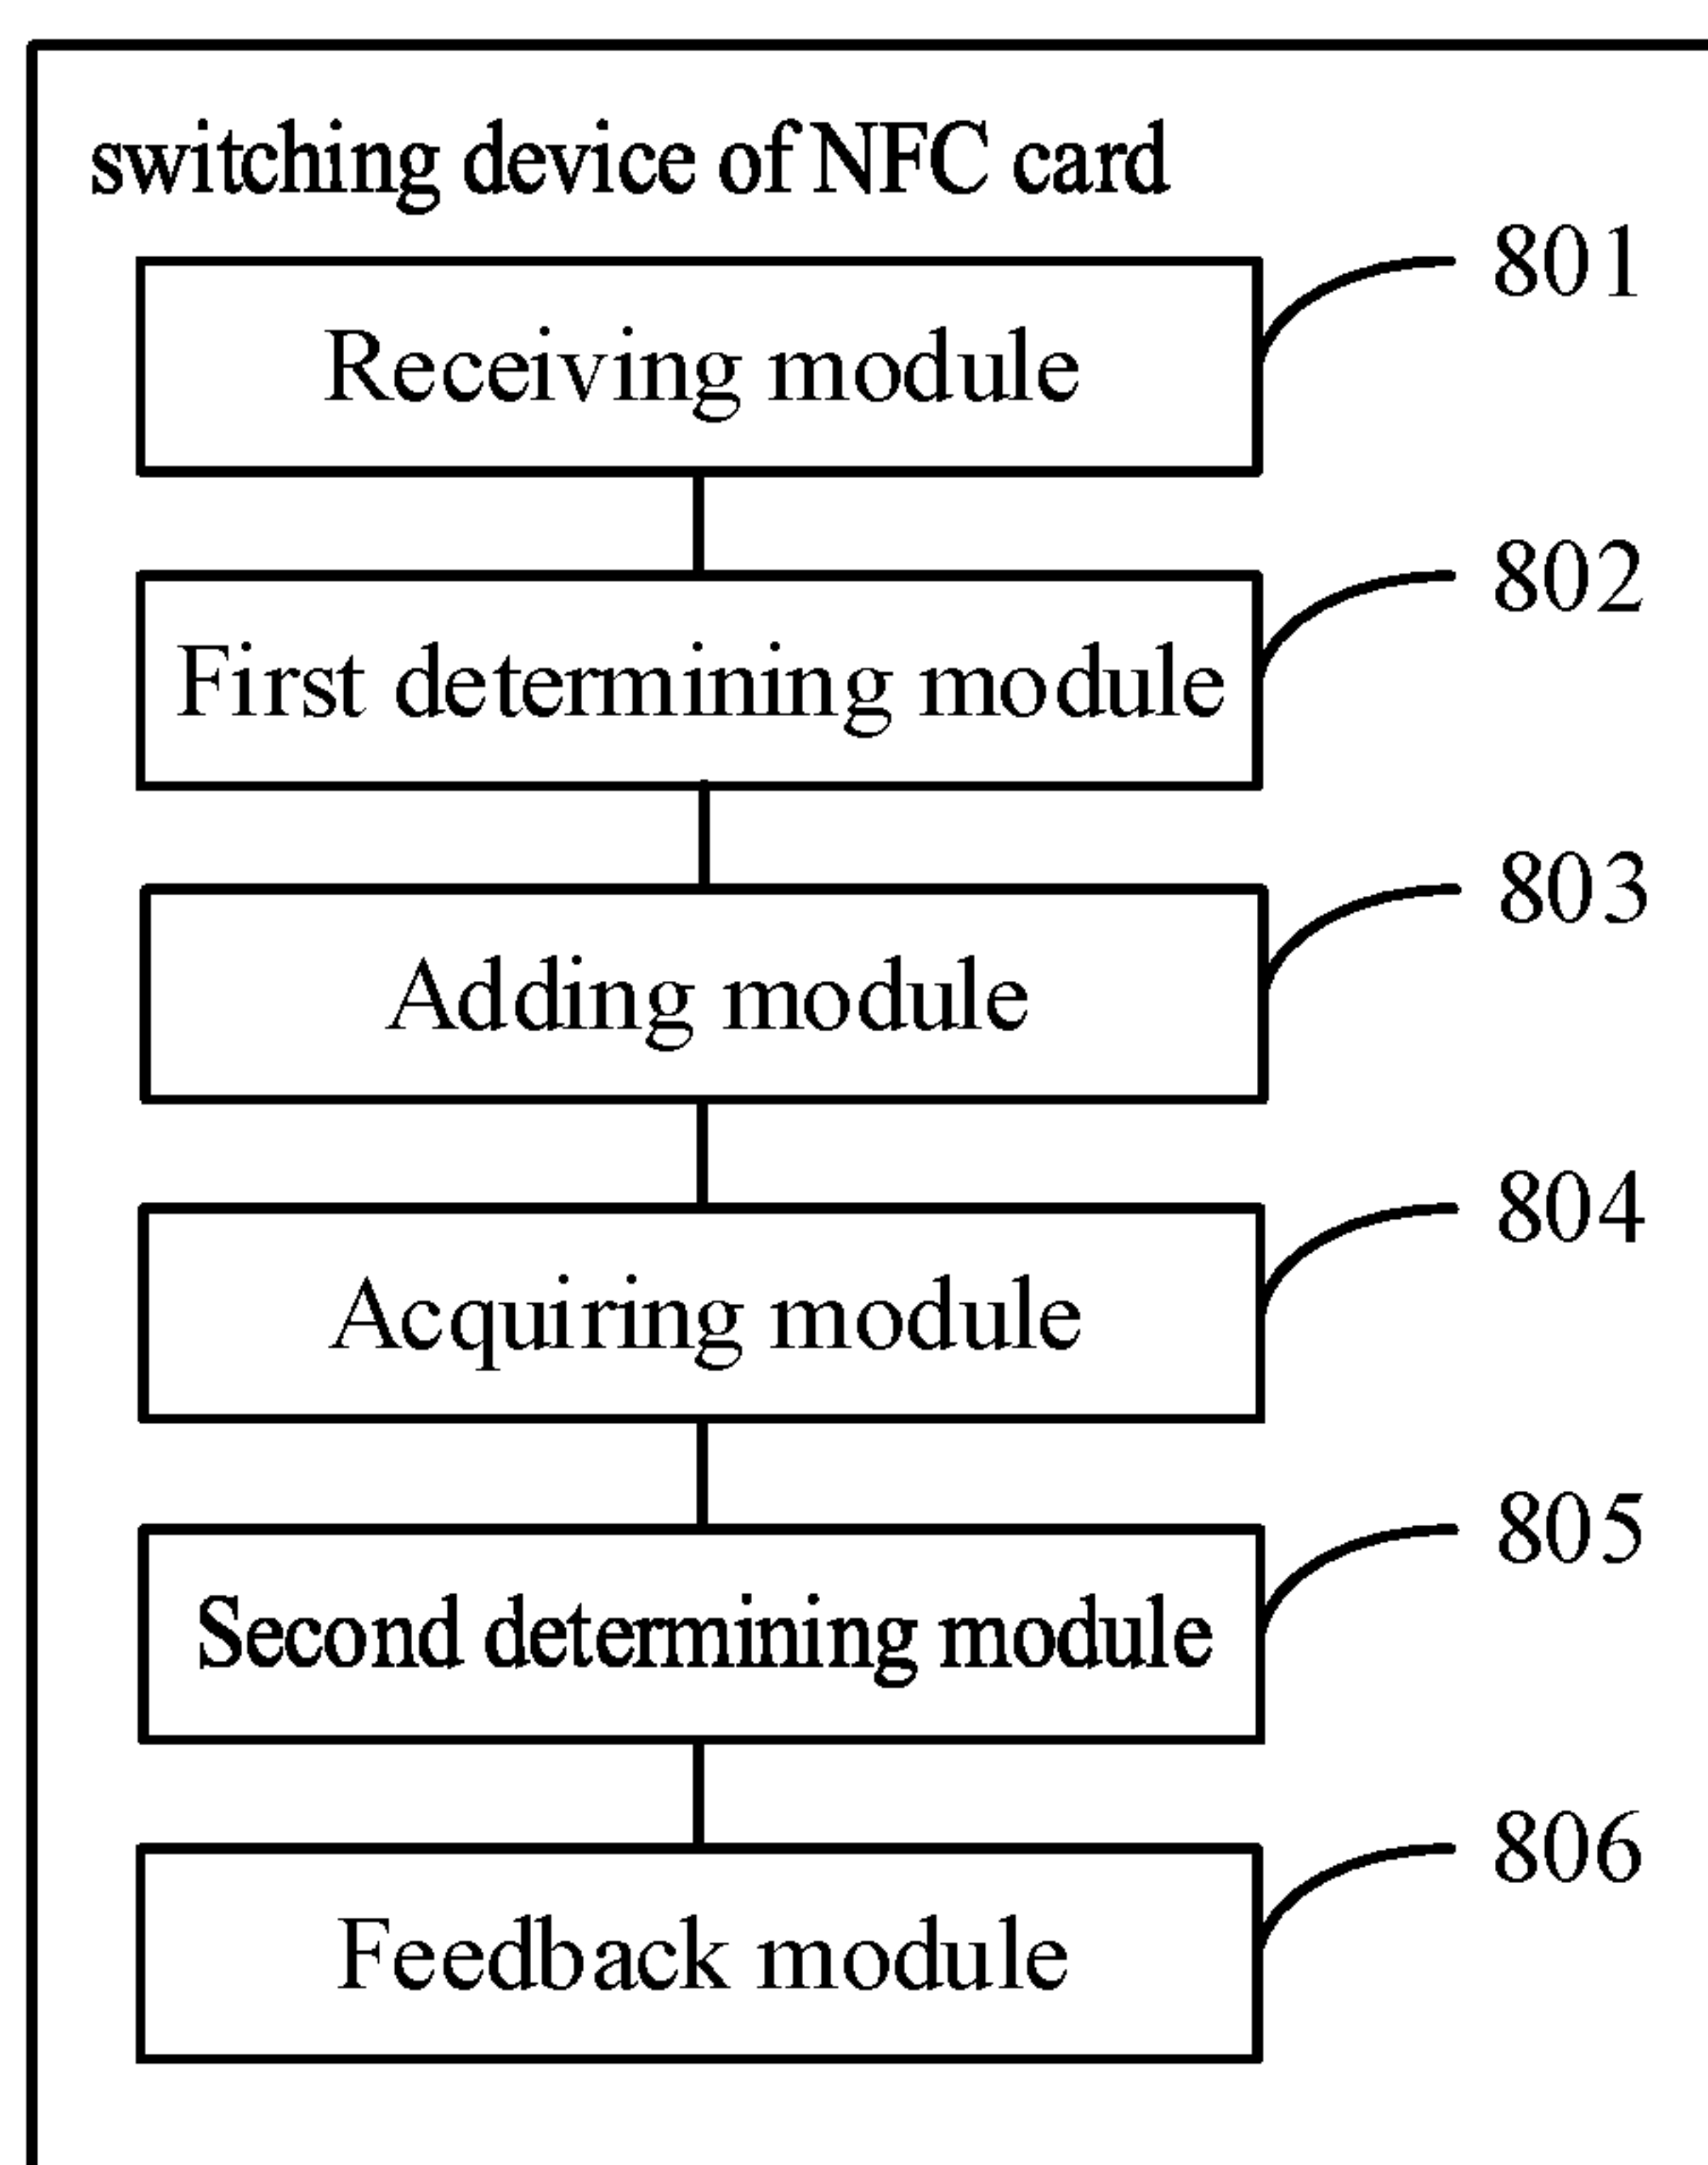 switching device of NFC card
801
Receiving module
802
First determining module
803
Adding module
804
Acquiring module
805
Second determining module
806
Feedback module